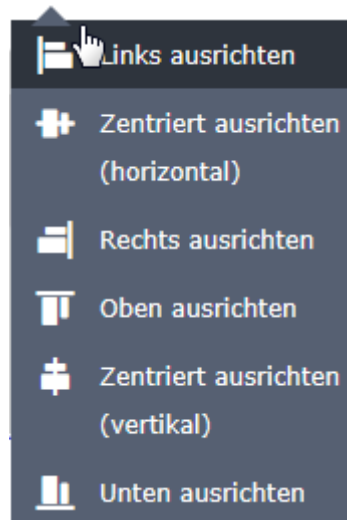 Links ausrichten
Zentriert ausrichten
(horizontal)
Rechts ausrichten
Oben ausrichten
Zentriert ausrichten
(vertikal)
Unten ausrichten